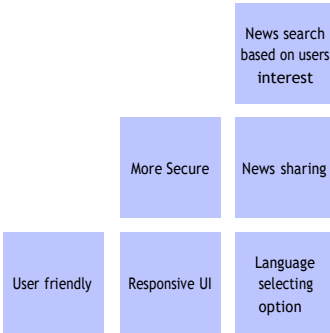 News search
based on users
interest
More Secure
News sharing
User friendly
Responsive UI
Language
selecting
option